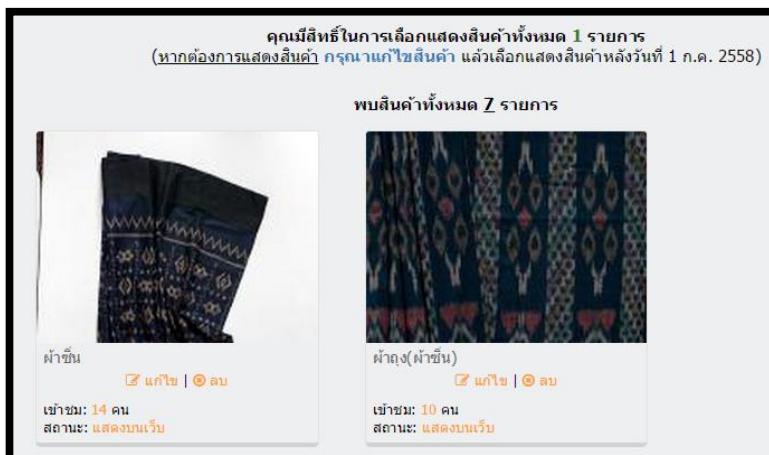 คุณมีสิทธิ์ในการเลือกแสดงสินค้าทั้งหมด 1 รายการ
(หากต้องการแสดงสินค้า กรุณาแก้ไขสินค้า แล้วเลือกแสดงสินค้าหลังวันที่ 1 ก.ค. 2558)
พบสินค้าทั้งหมด 7 รายการ
ผ้าซิ่น
แก้ไข | ลบ
เข้าชม: 14 คน
สถานะ: แสดงบนเว็บ
ผ้าถุง(ผ้าซิ่น)
แก้ไข | ลบ
เข้าชม: 10 คน
สถานะ: แสดงบนเว็บ